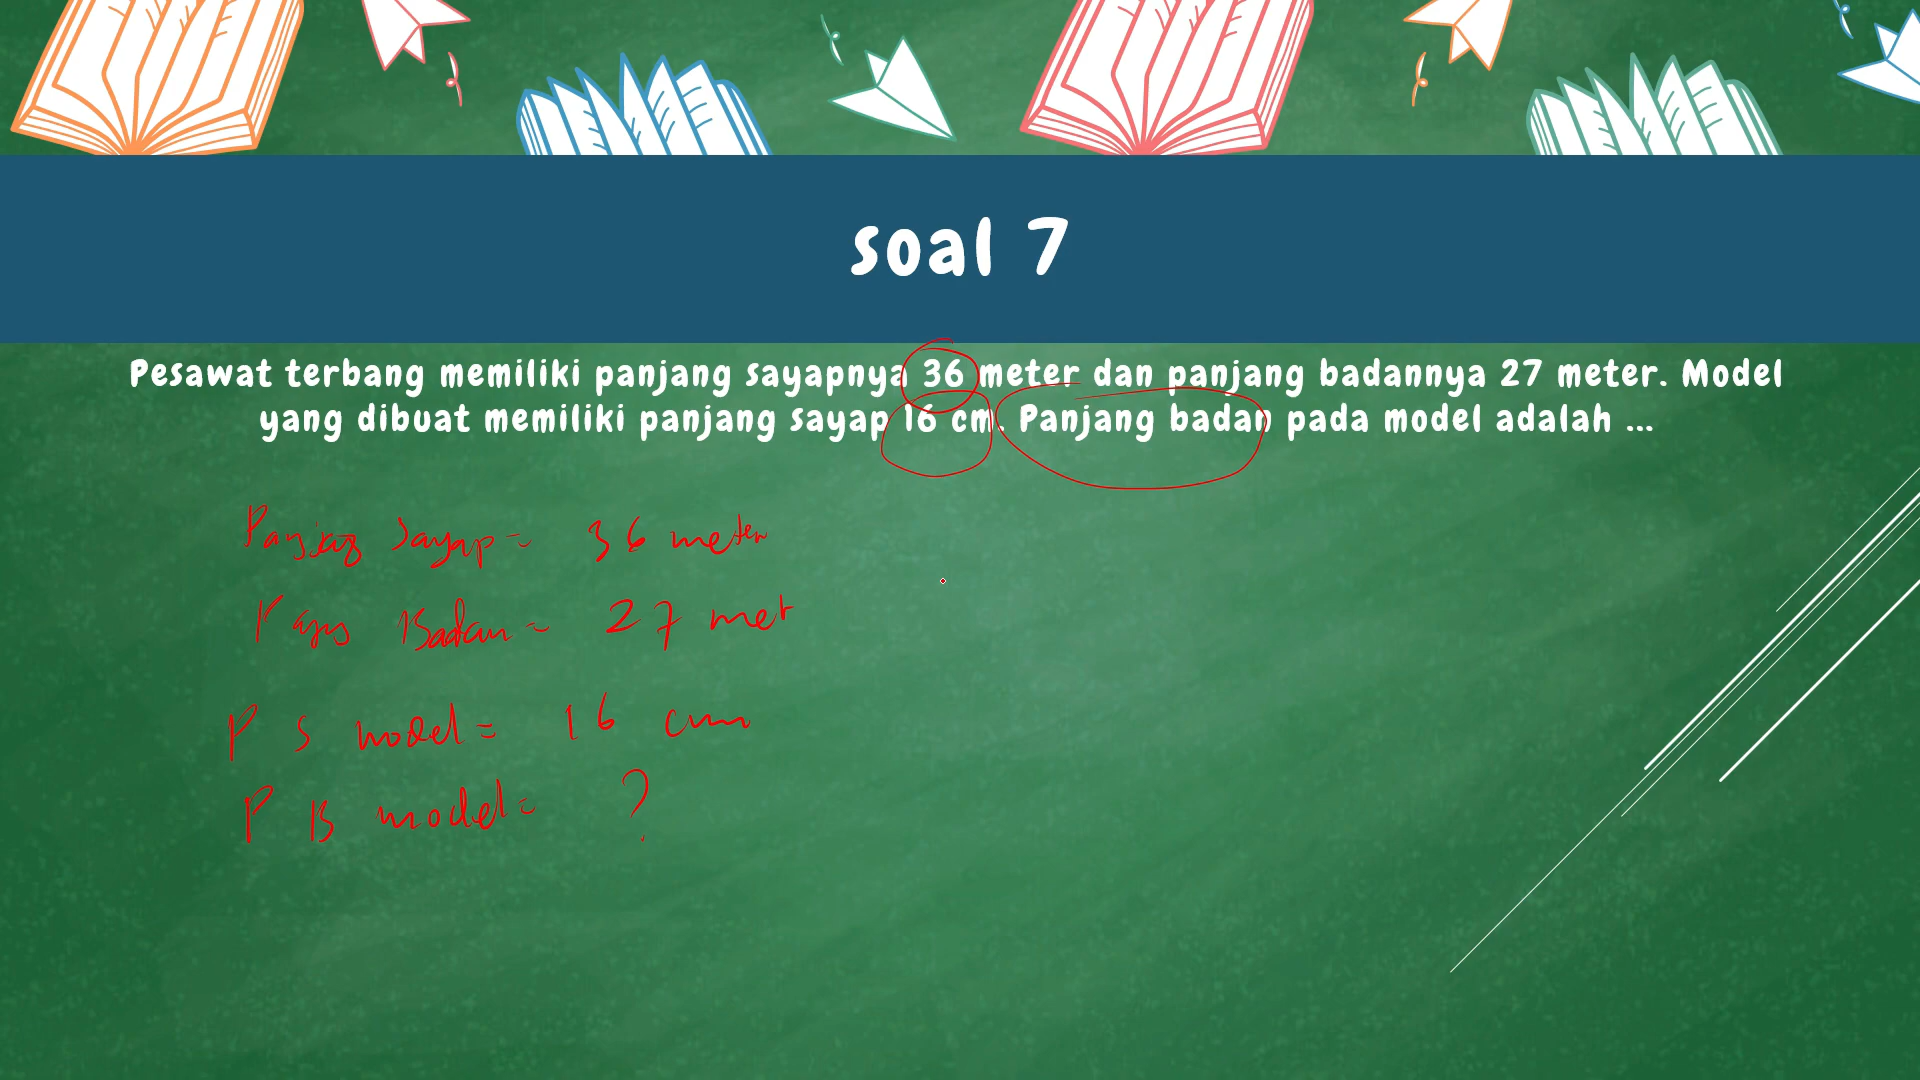 soal 7
Pesawat terbang memiliki panjang sayapnya 36 meter dan panjang badannya 27 meter. Model
yang dibuat memiliki panjang sayap 16 cm. Panjang badan pada model adalah ...
Panjang sayap = 36 meter
Badan = 27 met
P S model = 16 cm
P B model = ?